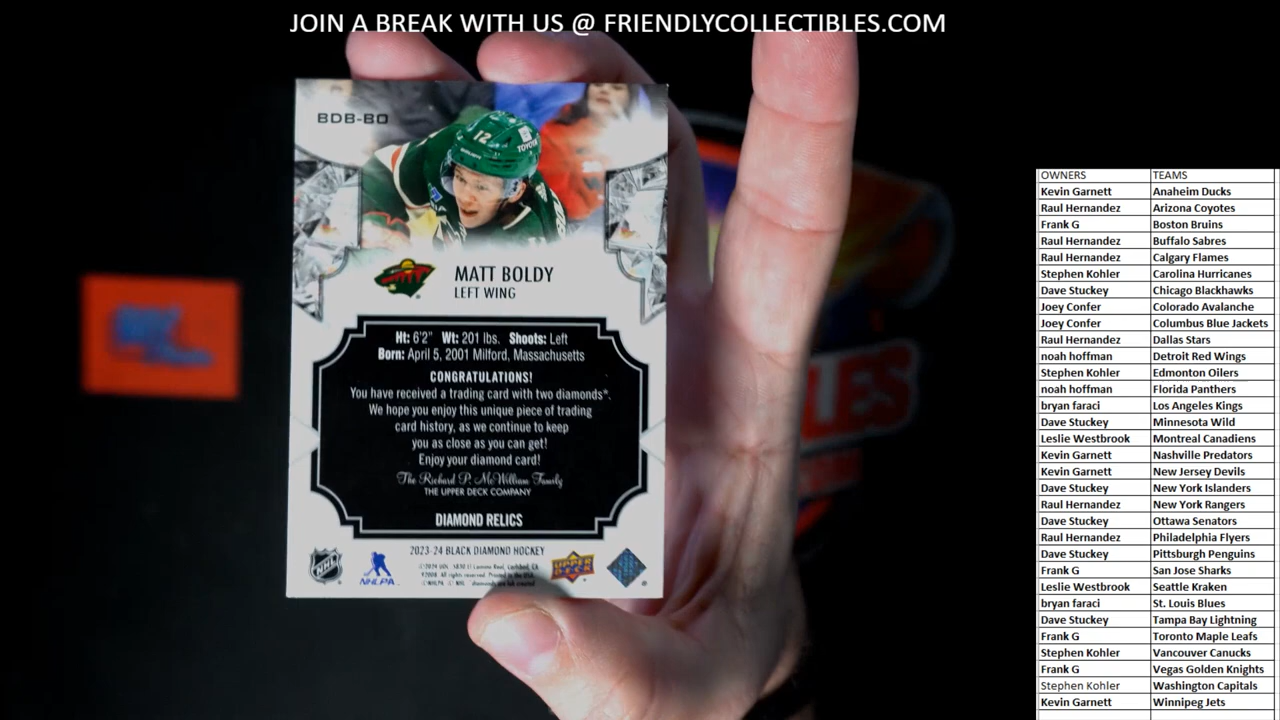 JOIN A BREAK WITH US @ FRIENDLYCOLLECTIBLES.COM
BDB-BO
12
TOYOTA
MATT BOLDY
LEFT WING
Ht: 6'2" Wt: 201 lbs. Shoots: Left
Born: April 5, 2001 Milford, Massachusetts
CONGRATULATIONS!
You have received a trading card with two diamonds*.
We hope you enjoy this unique piece of trading
card history, as we continue to keep
you as close as you can get!
Enjoy your diamond card!
The Richard P. McWilliam Family
THE UPPER DECK COMPANY
DIAMOND RELICS
2023-24 BLACK DIAMOND HOCKEY
NHL
NHLPA
UPPER DECK
OWNERS TEAMS
Kevin Garnett Anaheim Ducks
Raul Hernandez Arizona Coyotes
Frank G Boston Bruins
Raul Hernandez Buffalo Sabres
Raul Hernandez Calgary Flames
Stephen Kohler Carolina Hurricanes
Dave Stuckey Chicago Blackhawks
Joey Confer Colorado Avalanche
Joey Confer Columbus Blue Jackets
Raul Hernandez Dallas Stars
noah hoffman Detroit Red Wings
Stephen Kohler Edmonton Oilers
noah hoffman Florida Panthers
bryan faraci Los Angeles Kings
Dave Stuckey Minnesota Wild
Leslie Westbrook Montreal Canadiens
Kevin Garnett Nashville Predators
Kevin Garnett New Jersey Devils
Dave Stuckey New York Islanders
Raul Hernandez New York Rangers
Dave Stuckey Ottawa Senators
Raul Hernandez Philadelphia Flyers
Dave Stuckey Pittsburgh Penguins
Frank G San Jose Sharks
Leslie Westbrook Seattle Kraken
bryan faraci St. Louis Blues
Dave Stuckey Tampa Bay Lightning
Frank G Toronto Maple Leafs
Stephen Kohler Vancouver Canucks
Frank G Vegas Golden Knights
Stephen Kohler Washington Capitals
Kevin Garnett Winnipeg Jets